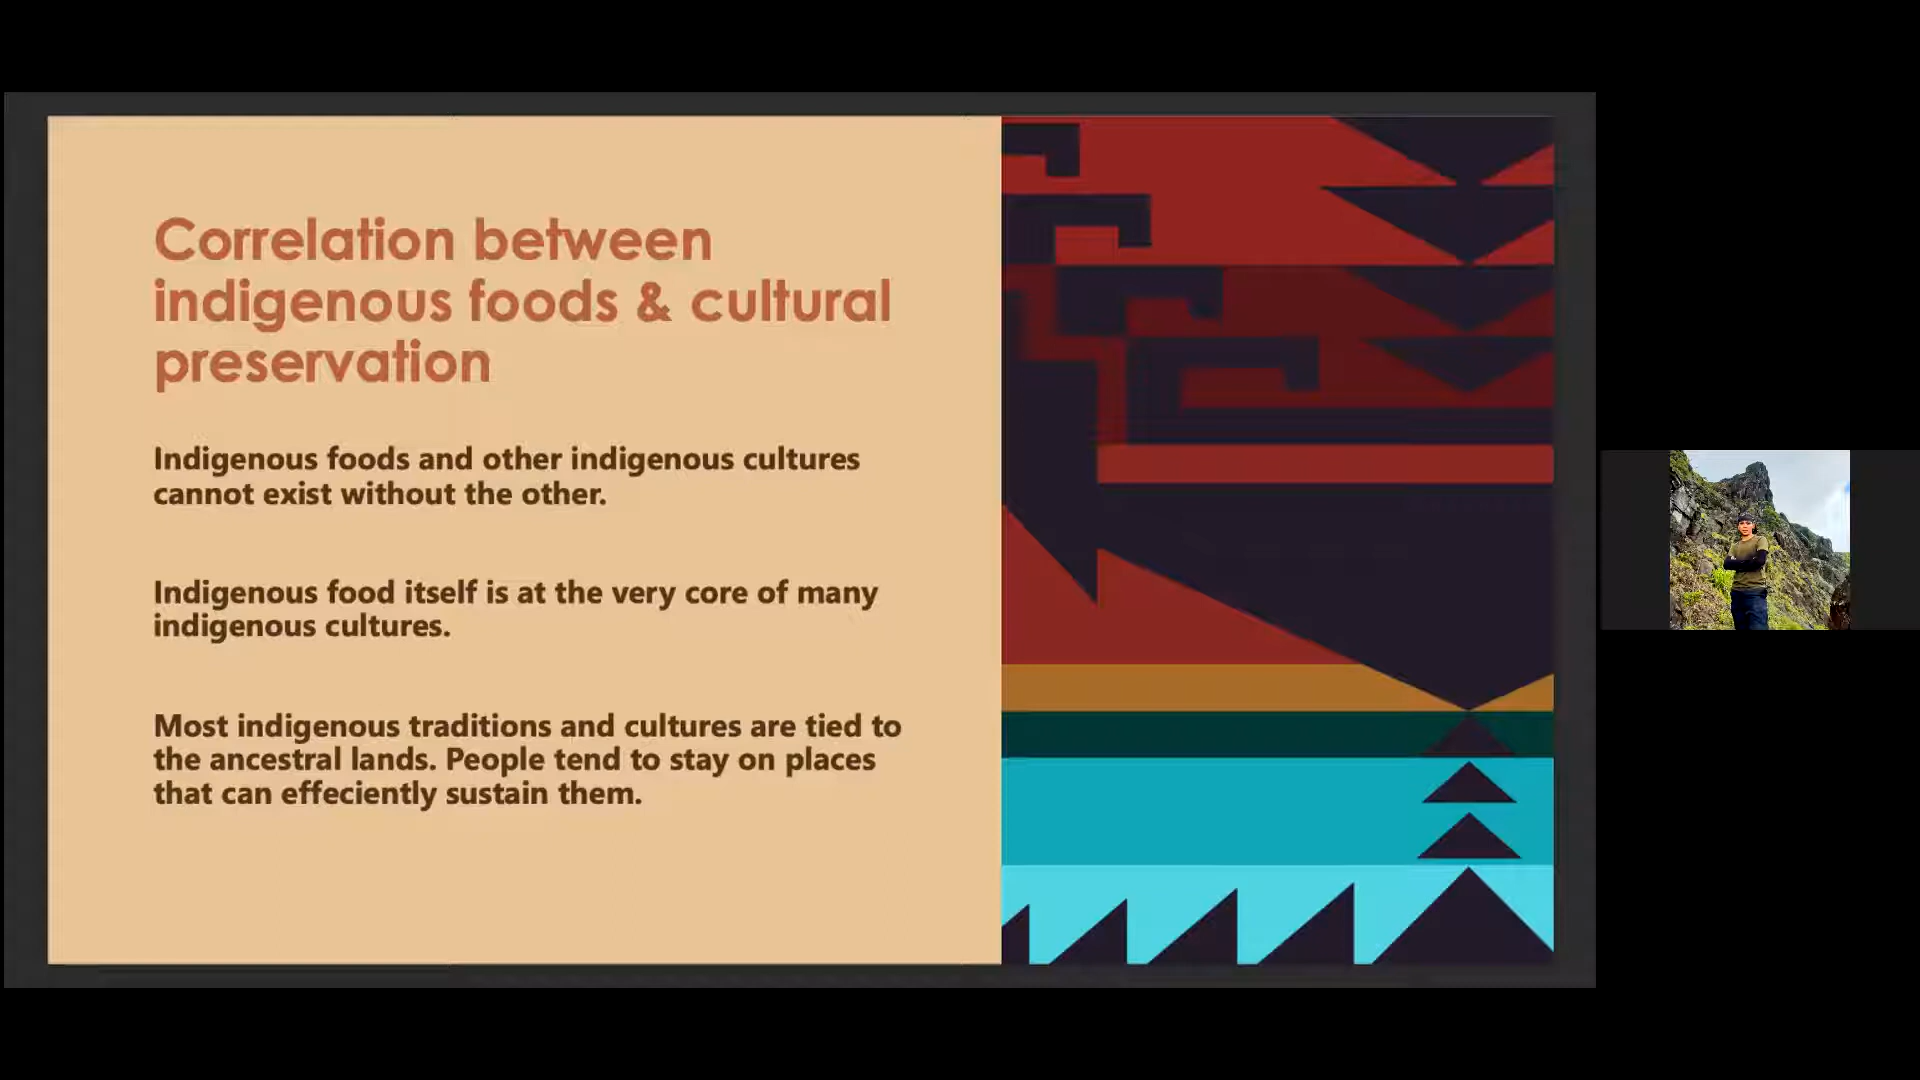 Correlation between
indigenous foods & cultural
preservation
Indigenous foods and other indigenous cultures
cannot exist without the other.
Indigenous food itself is at the very core of many
indigenous cultures.
Most indigenous traditions and cultures are tied to
the ancestral lands. People tend to stay on places
that can effeciently sustain them.